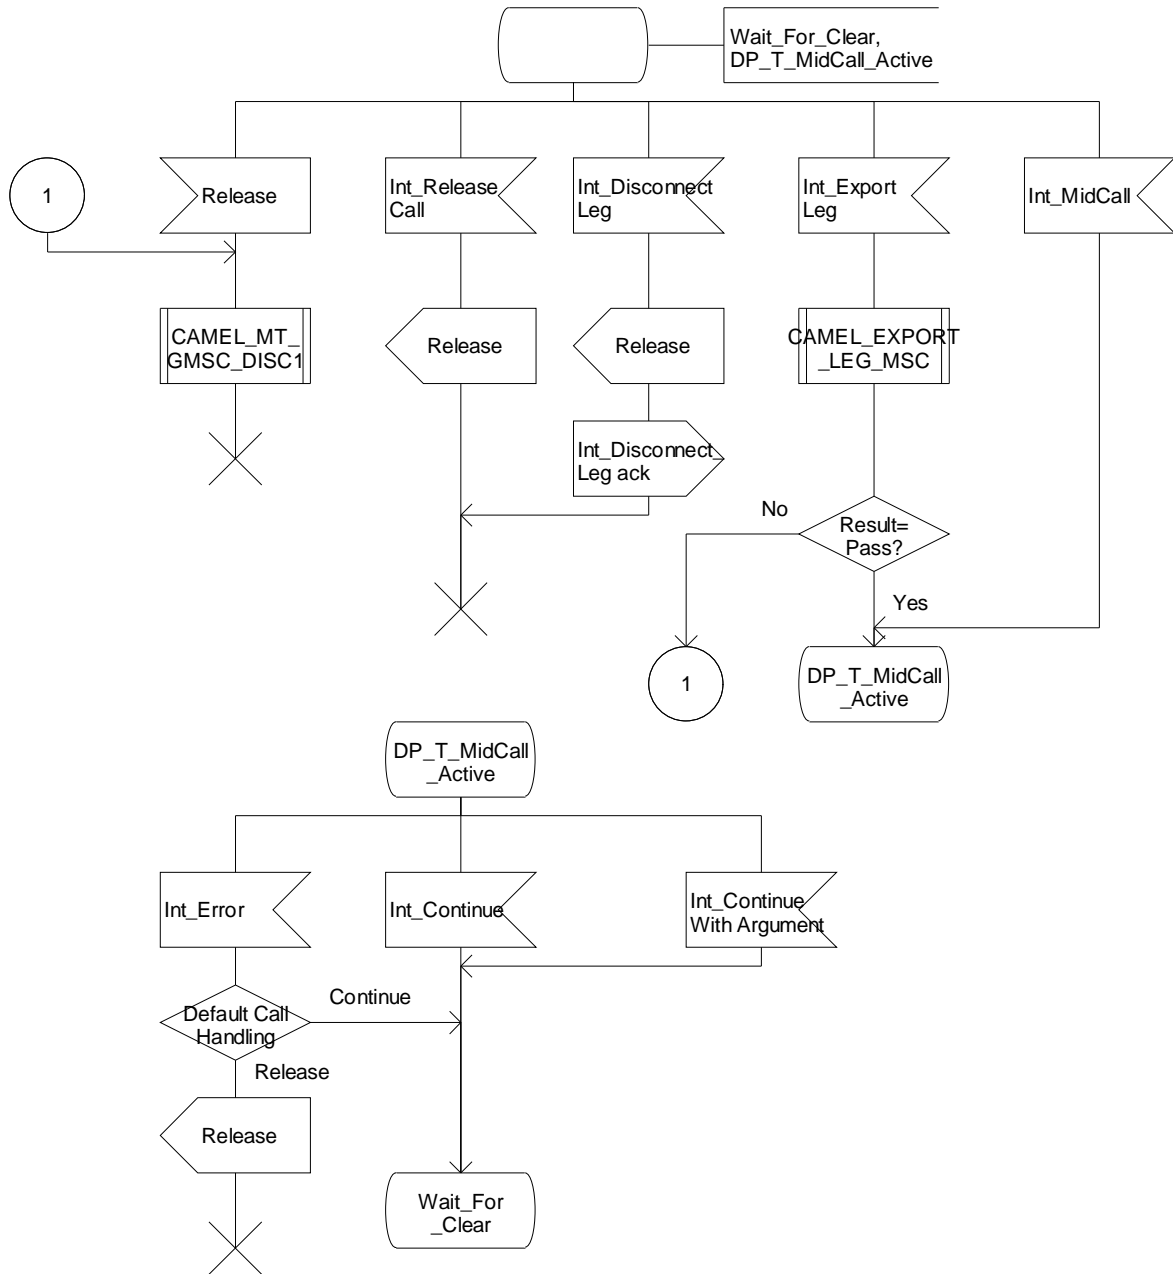 Wait_For_Clear,
DP_T_MidCall_Active
1
Release
Int_Release
Call
Int_Disconnect
Leg
Int_Export
Leg
Int_MidCall
CAMEL_MT_
GMSC_DISC1
Release
Release
CAMEL_EXPORT
_LEG_MSC
Int_Disconnect_
Leg ack
No
Result=
Pass?
Yes
1
DP_T_MidCall
_Active
DP_T_MidCall
_Active
Int_Error
Int_Continue
Int_Continue
With Argument
Default Call
Handling
Continue
Release
Release
Wait_For
_Clear